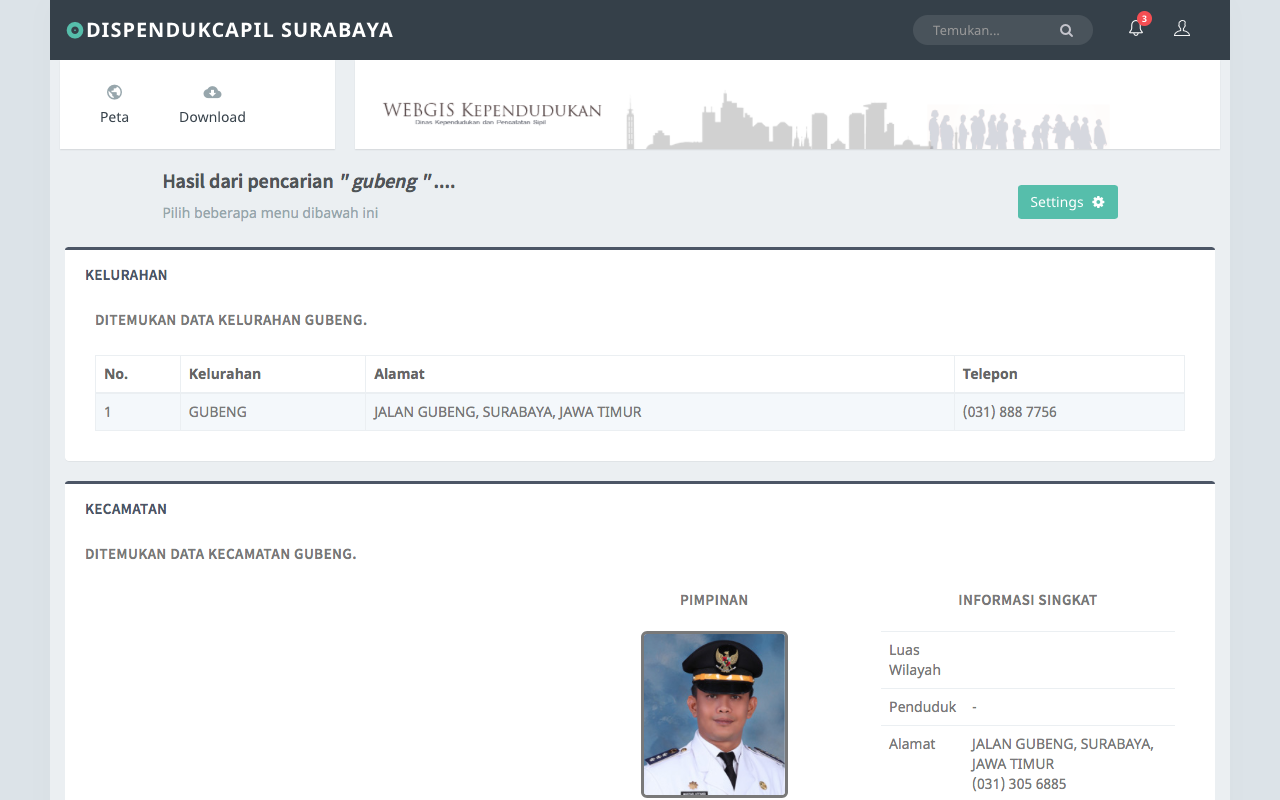 DISPENDUKCAPIL SURABAYA
Temukan...
3
Peta
Download
WEBGIS KEPENDUDUKAN
Dinas Kependudukan dan Pencatatan Sipil
Hasil dari pencarian " gubeng " ....
Pilih beberapa menu dibawah ini
Settings
KELURAHAN
DITEMUKAN DATA KELURAHAN GUBENG.
No. Kelurahan Alamat Telepon
1 GUBENG JALAN GUBENG, SURABAYA, JAWA TIMUR (031) 888 7756
KECAMATAN
DITEMUKAN DATA KECAMATAN GUBENG.
PIMPINAN
INFORMASI SINGKAT
Luas
Wilayah
Penduduk -
Alamat JALAN GUBENG, SURABAYA,
JAWA TIMUR
(031) 305 6885